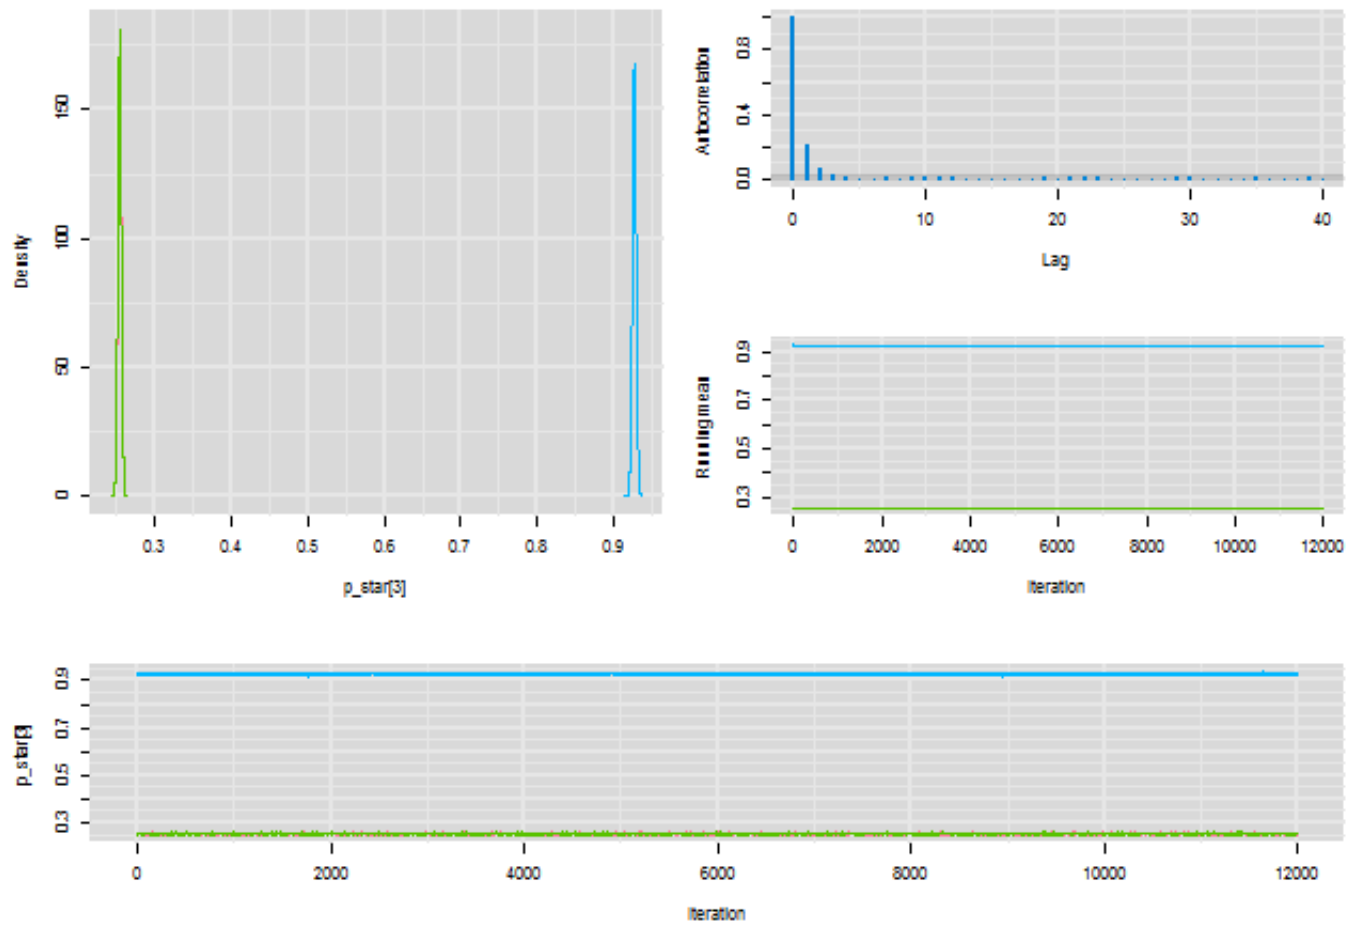 Density
150
100
50
0
0.3 0.4 0.5 0.6 0.7 0.8 0.9
p_star[3]
Autocorrelation
0.8
0.4
0.0
0 10 20 30 40
Lag
Running mean
0.9
0.7
0.5
0.3
0 2000 4000 6000 8000 10000 12000
Iteration
p_star[3]
0.9
0.7
0.5
0.3
0 2000 4000 6000 8000 10000 12000
Iteration